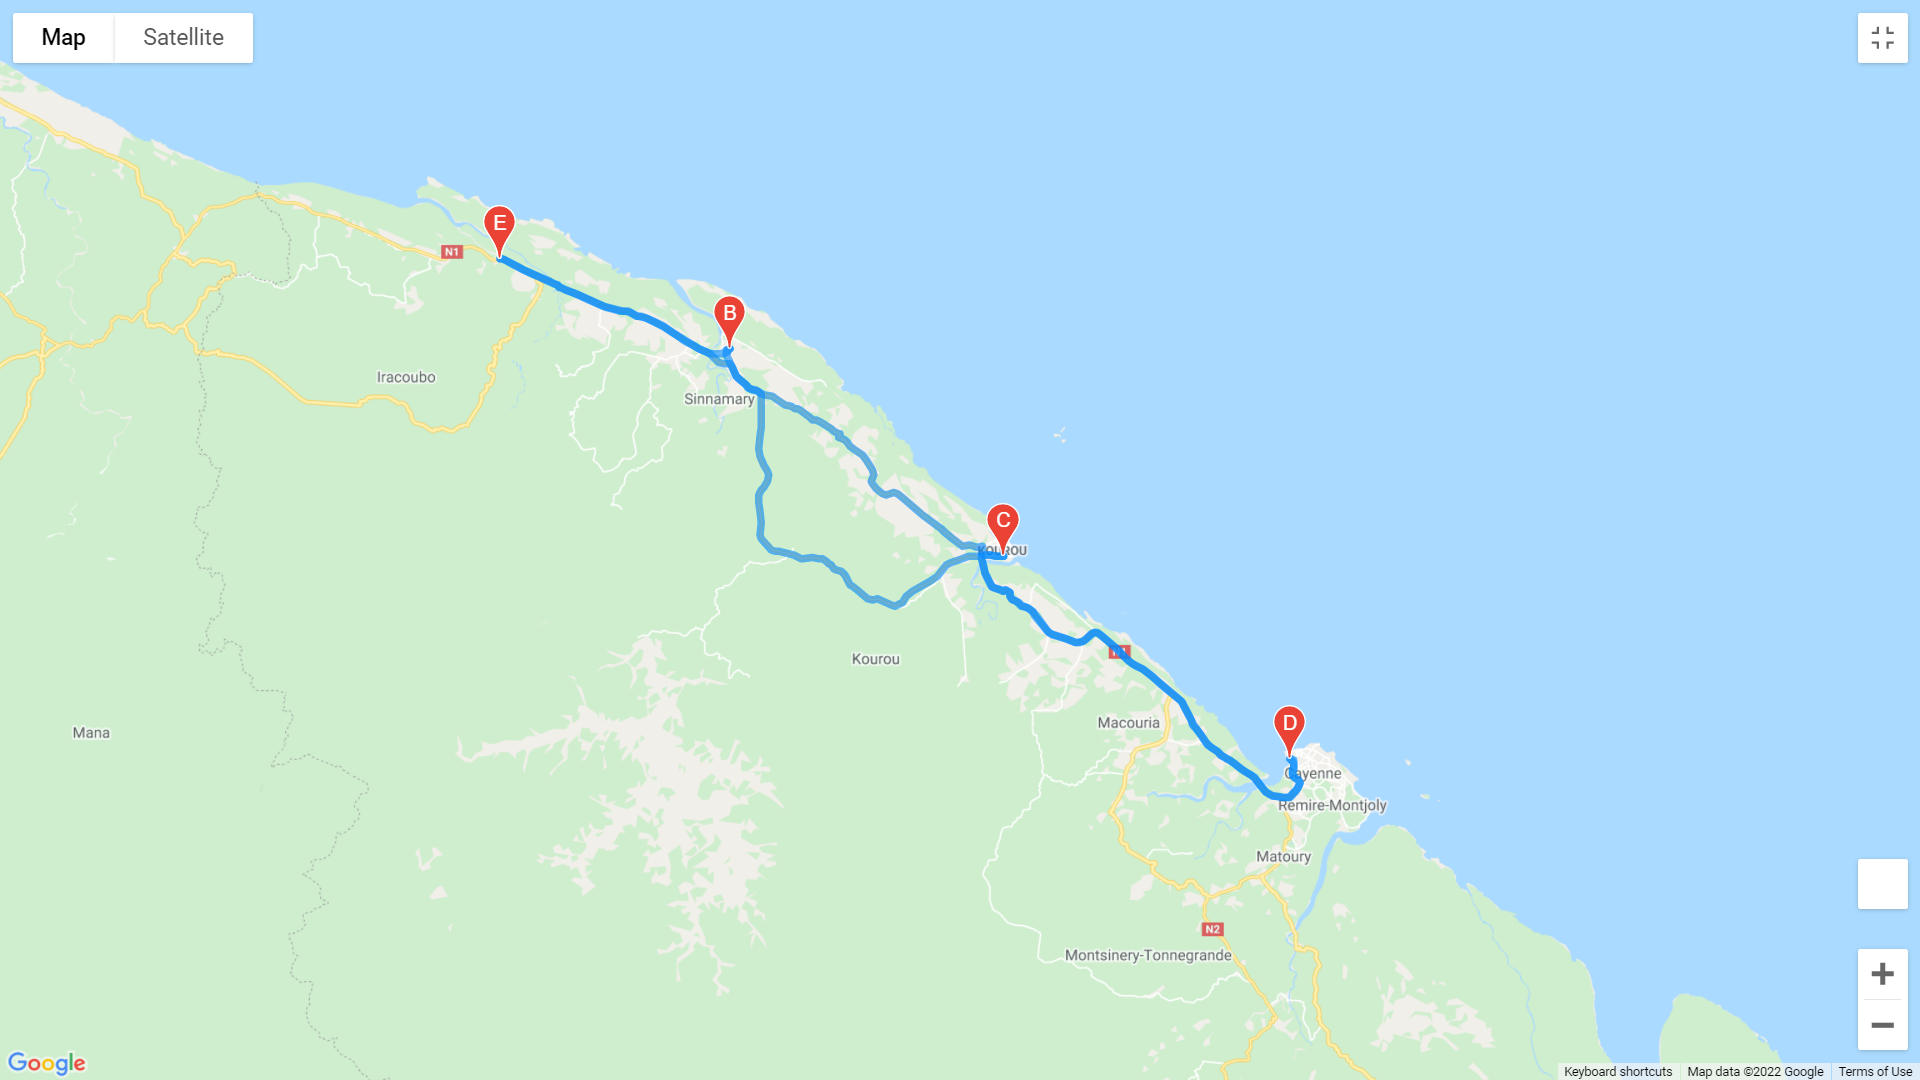 Map Satellite
E
N1
B
Iracoubo
Sinnamary
C
KOUROU
Kourou
D
Macouria
Mana
Cayenne
Remire-Montjoly
Matoury
N2
Montsinery-Tonnegrande
Google
Keyboard shortcuts Map data ©2022 Google Terms of Use